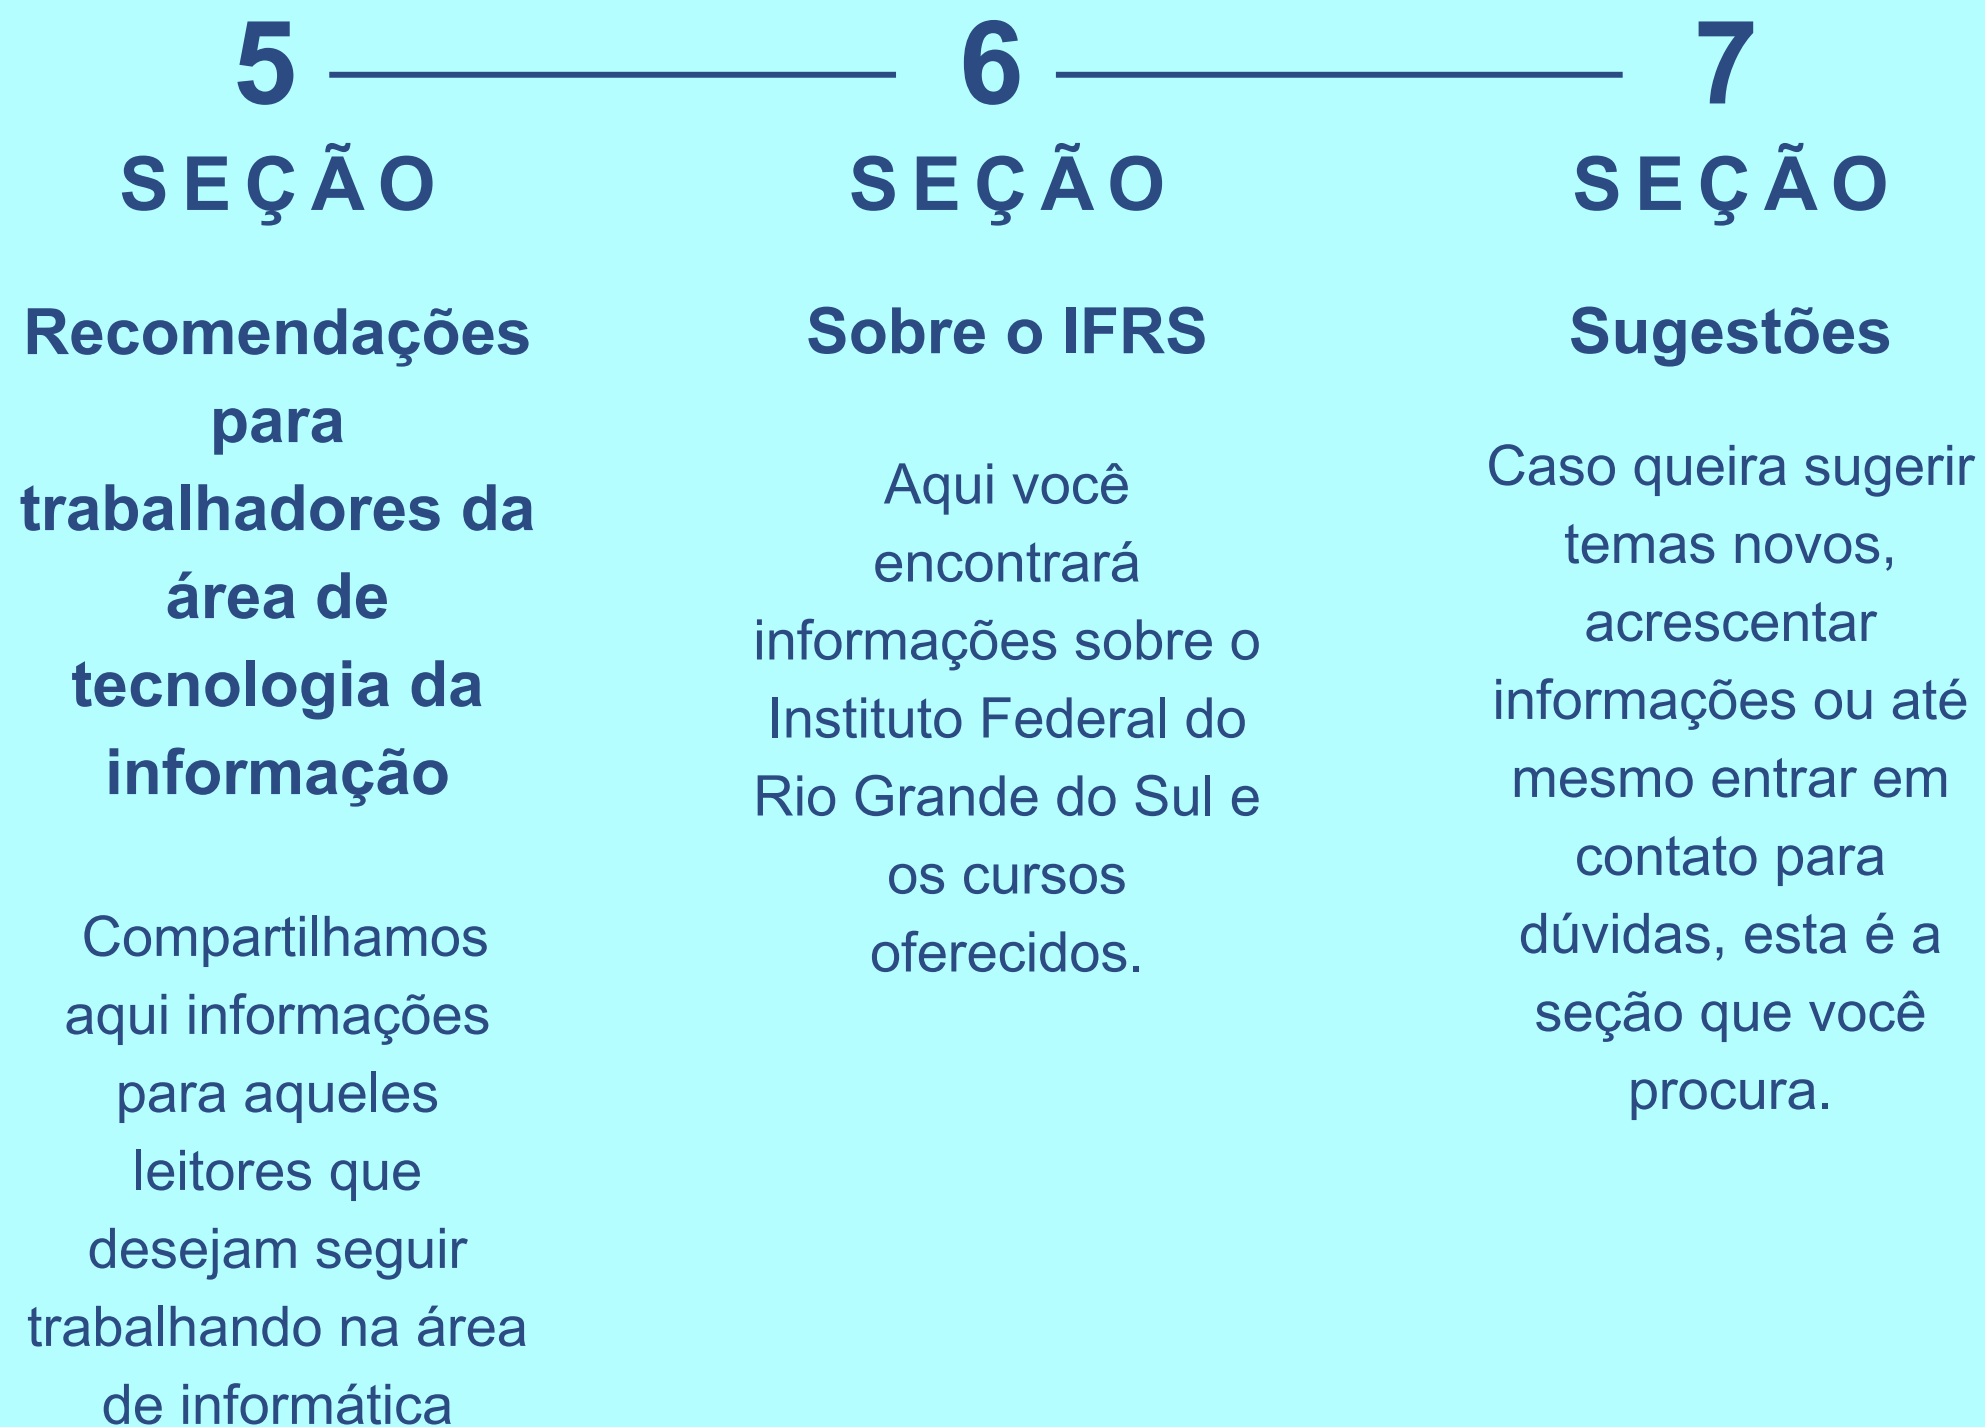 5
SEÇÃO
Recomendações
para
trabalhadores da
área de
tecnologia da
informação
Compartilhamos
aqui informações
para aqueles
leitores que
desejam seguir
trabalhando na área
de informática
6
SEÇÃO
Sobre o IFRS
Aqui você
encontrará
informações sobre o
Instituto Federal do
Rio Grande do Sul e
os cursos
oferecidos.
7
SEÇÃO
Sugestões
Caso queira sugerir
temas novos,
acrescentar
informações ou até
mesmo entrar em
contato para
dúvidas, esta é a
seção que você
procura.